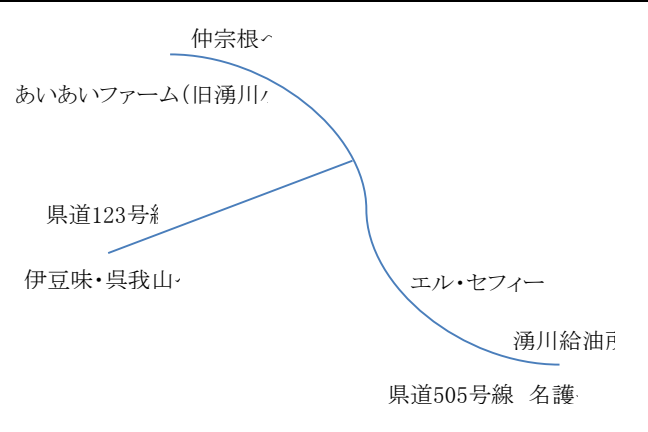 仲宗根へ
あいあいファーム(旧湧川
県道123号
伊豆味・呉我山
エル・セフィー
湧川給油
県道505号線 名護